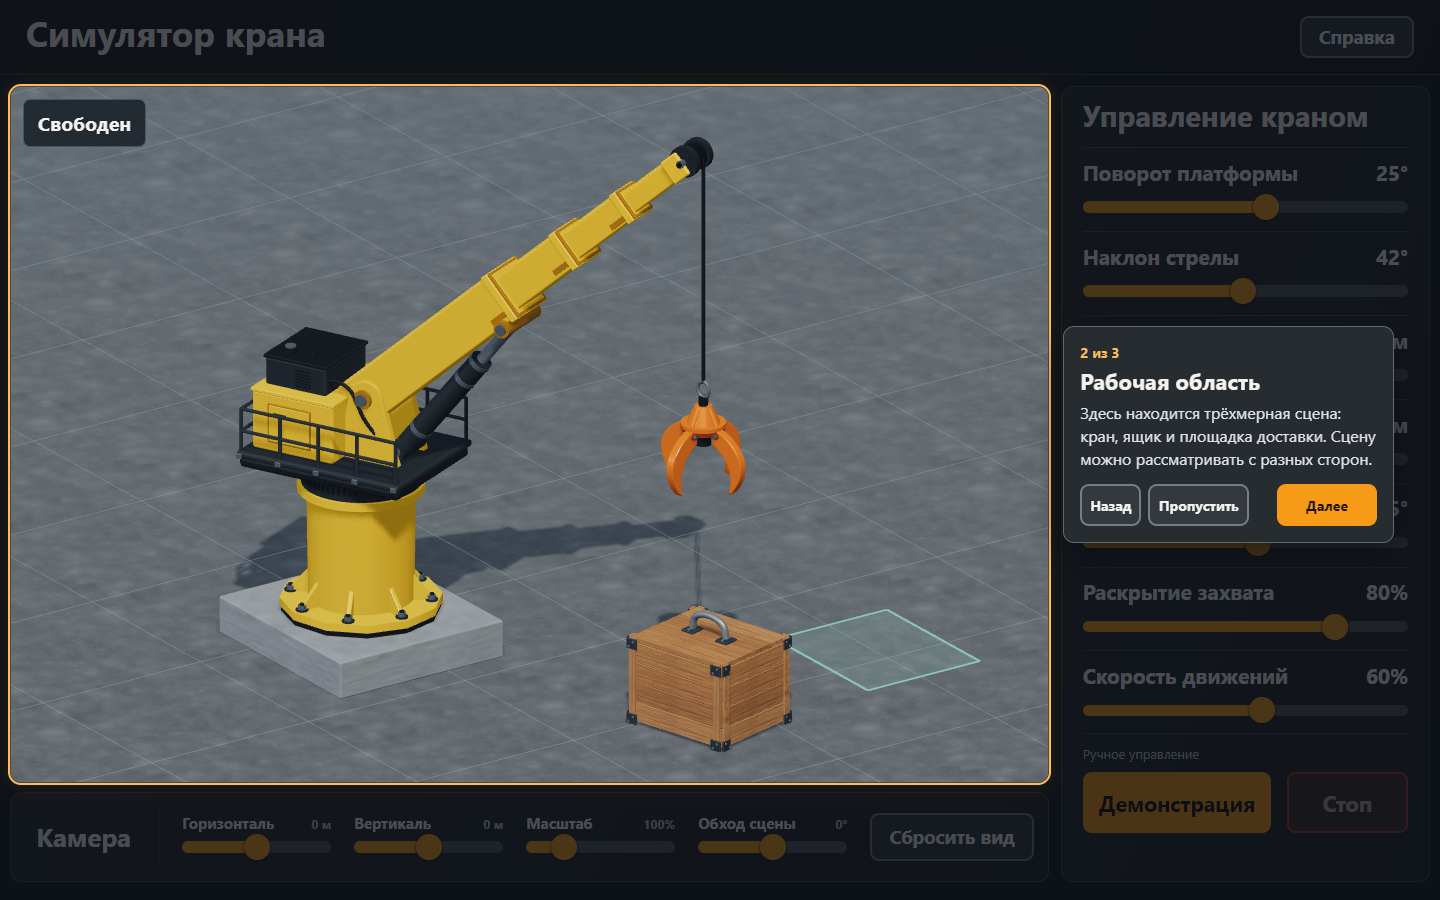 Симулятор крана
Справка
Свободен
Управление краном
Поворот платформы 25°
Наклон стрелы 42°
м
м
5°
2 из 3
Рабочая область
Здесь находится трёхмерная сцена:
кран, ящик и площадка доставки. Сцену
можно рассматривать с разных сторон.
Назад Пропустить Далее
Раскрытие захвата 80%
Скорость движений 60%
Ручное управление
Демонстрация Стоп
Камера
Горизонталь 0 м Вертикаль 0 м Масштаб 100% Обход сцены 0°
Сбросить вид